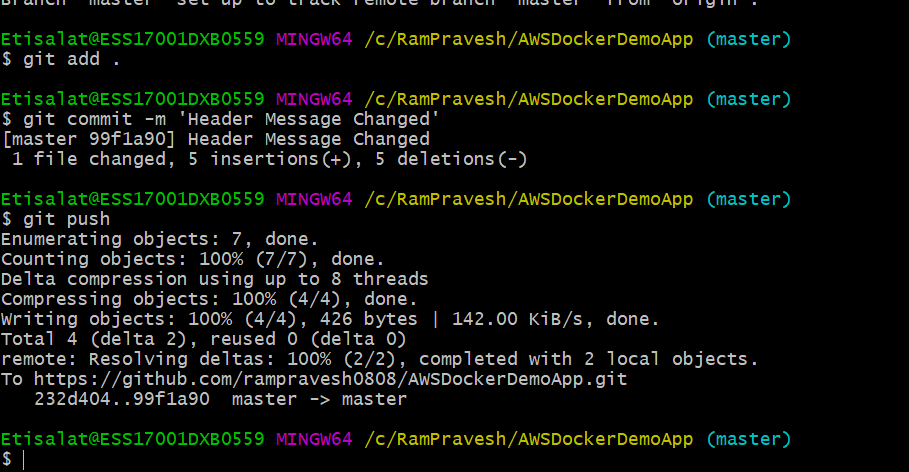 Branch 'master' set up to track remote branch 'master' from 'origin'.
Etisalat@ESS17001DXB0559 MINGW64 /c/RamPravesh/AWSDockerDemoApp (master)
$ git add .
Etisalat@ESS17001DXB0559 MINGW64 /c/RamPravesh/AWSDockerDemoApp (master)
$ git commit -m 'Header Message Changed'
[master 99f1a90] Header Message Changed
 1 file changed, 5 insertions(+), 5 deletions(-)
Etisalat@ESS17001DXB0559 MINGW64 /c/RamPravesh/AWSDockerDemoApp (master)
$ git push
Enumerating objects: 7, done.
Counting objects: 100% (7/7), done.
Delta compression using up to 8 threads
Compressing objects: 100% (4/4), done.
Writing objects: 100% (4/4), 426 bytes | 142.00 KiB/s, done.
Total 4 (delta 2), reused 0 (delta 0)
remote: Resolving deltas: 100% (2/2), completed with 2 local objects.
To https://github.com/rampravesh0808/AWSDockerDemoApp.git
   232d404..99f1a90  master -> master
Etisalat@ESS17001DXB0559 MINGW64 /c/RamPravesh/AWSDockerDemoApp (master)
$